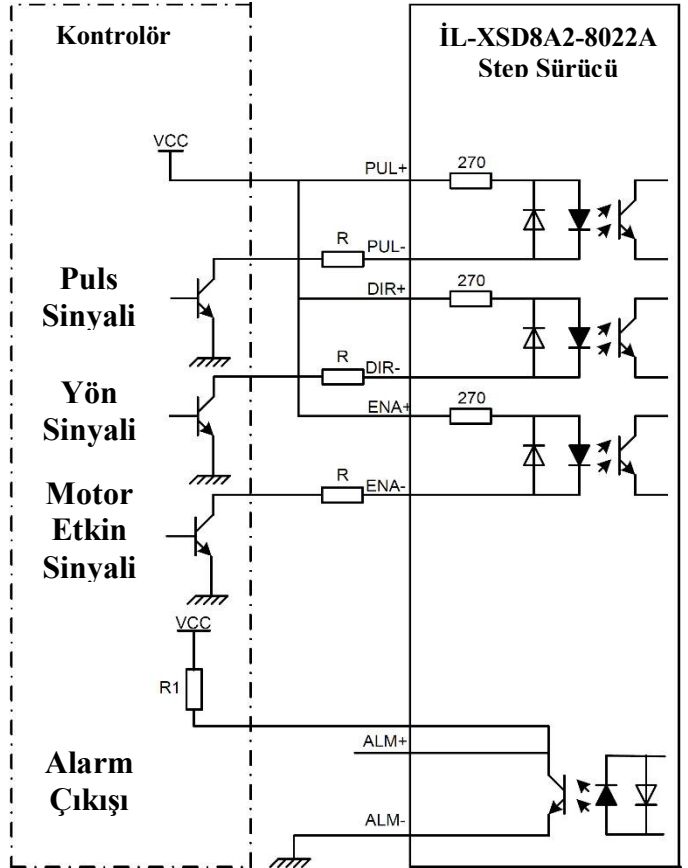 Kontrolör
İL-XSD8A2-8022A
Step Sürücü
VCC
PUL+
270
R
PUL-
Puls
Sinyali
DIR+
270
R
DIR-
Yön
Sinyali
ENA+
270
R
ENA-
Motor
Etkin
Sinyali
VCC
R1
ALM+
Alarm
Çıkışı
ALM-